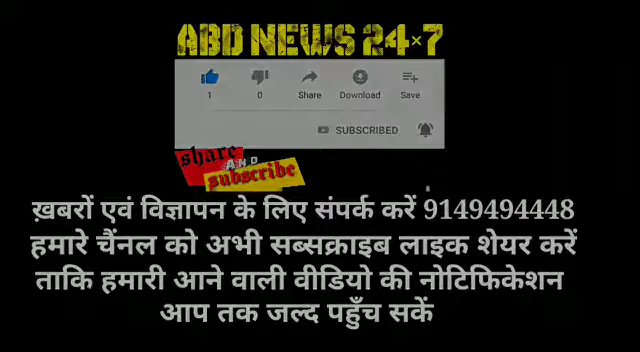 ABD NEWS 24×7
1 0 Share Download Save
SUBSCRIBED
share
AND
subscribe
ख़बरों एवं विज्ञापन के लिए संपर्क करें 9149494448
हमारे चैंनल को अभी सब्सक्राइब लाइक शेयर करें
ताकि हमारी आने वाली वीडियो की नोटिफिकेशन
आप तक जल्द पहुँच सकें